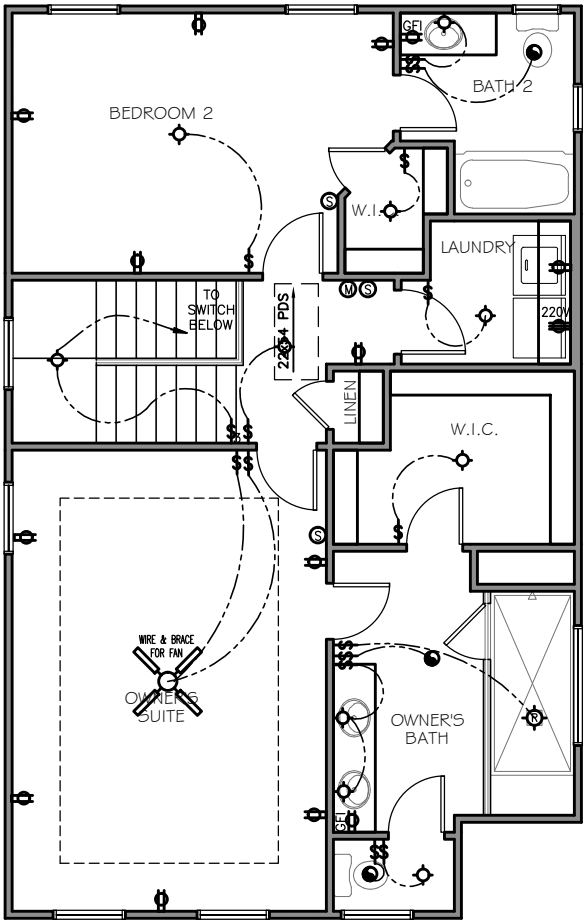 GFI
BATH 2
BEDROOM 2
S
W.I.
LAUNDRY
TO
SWITCH
BELOW
M S
22x54 PDS
220V
LINEN
W.I.C.
S
WIRE & BRACE
FOR FAN
OWNER'S
SUITE
OWNER'S
BATH
R
GFI